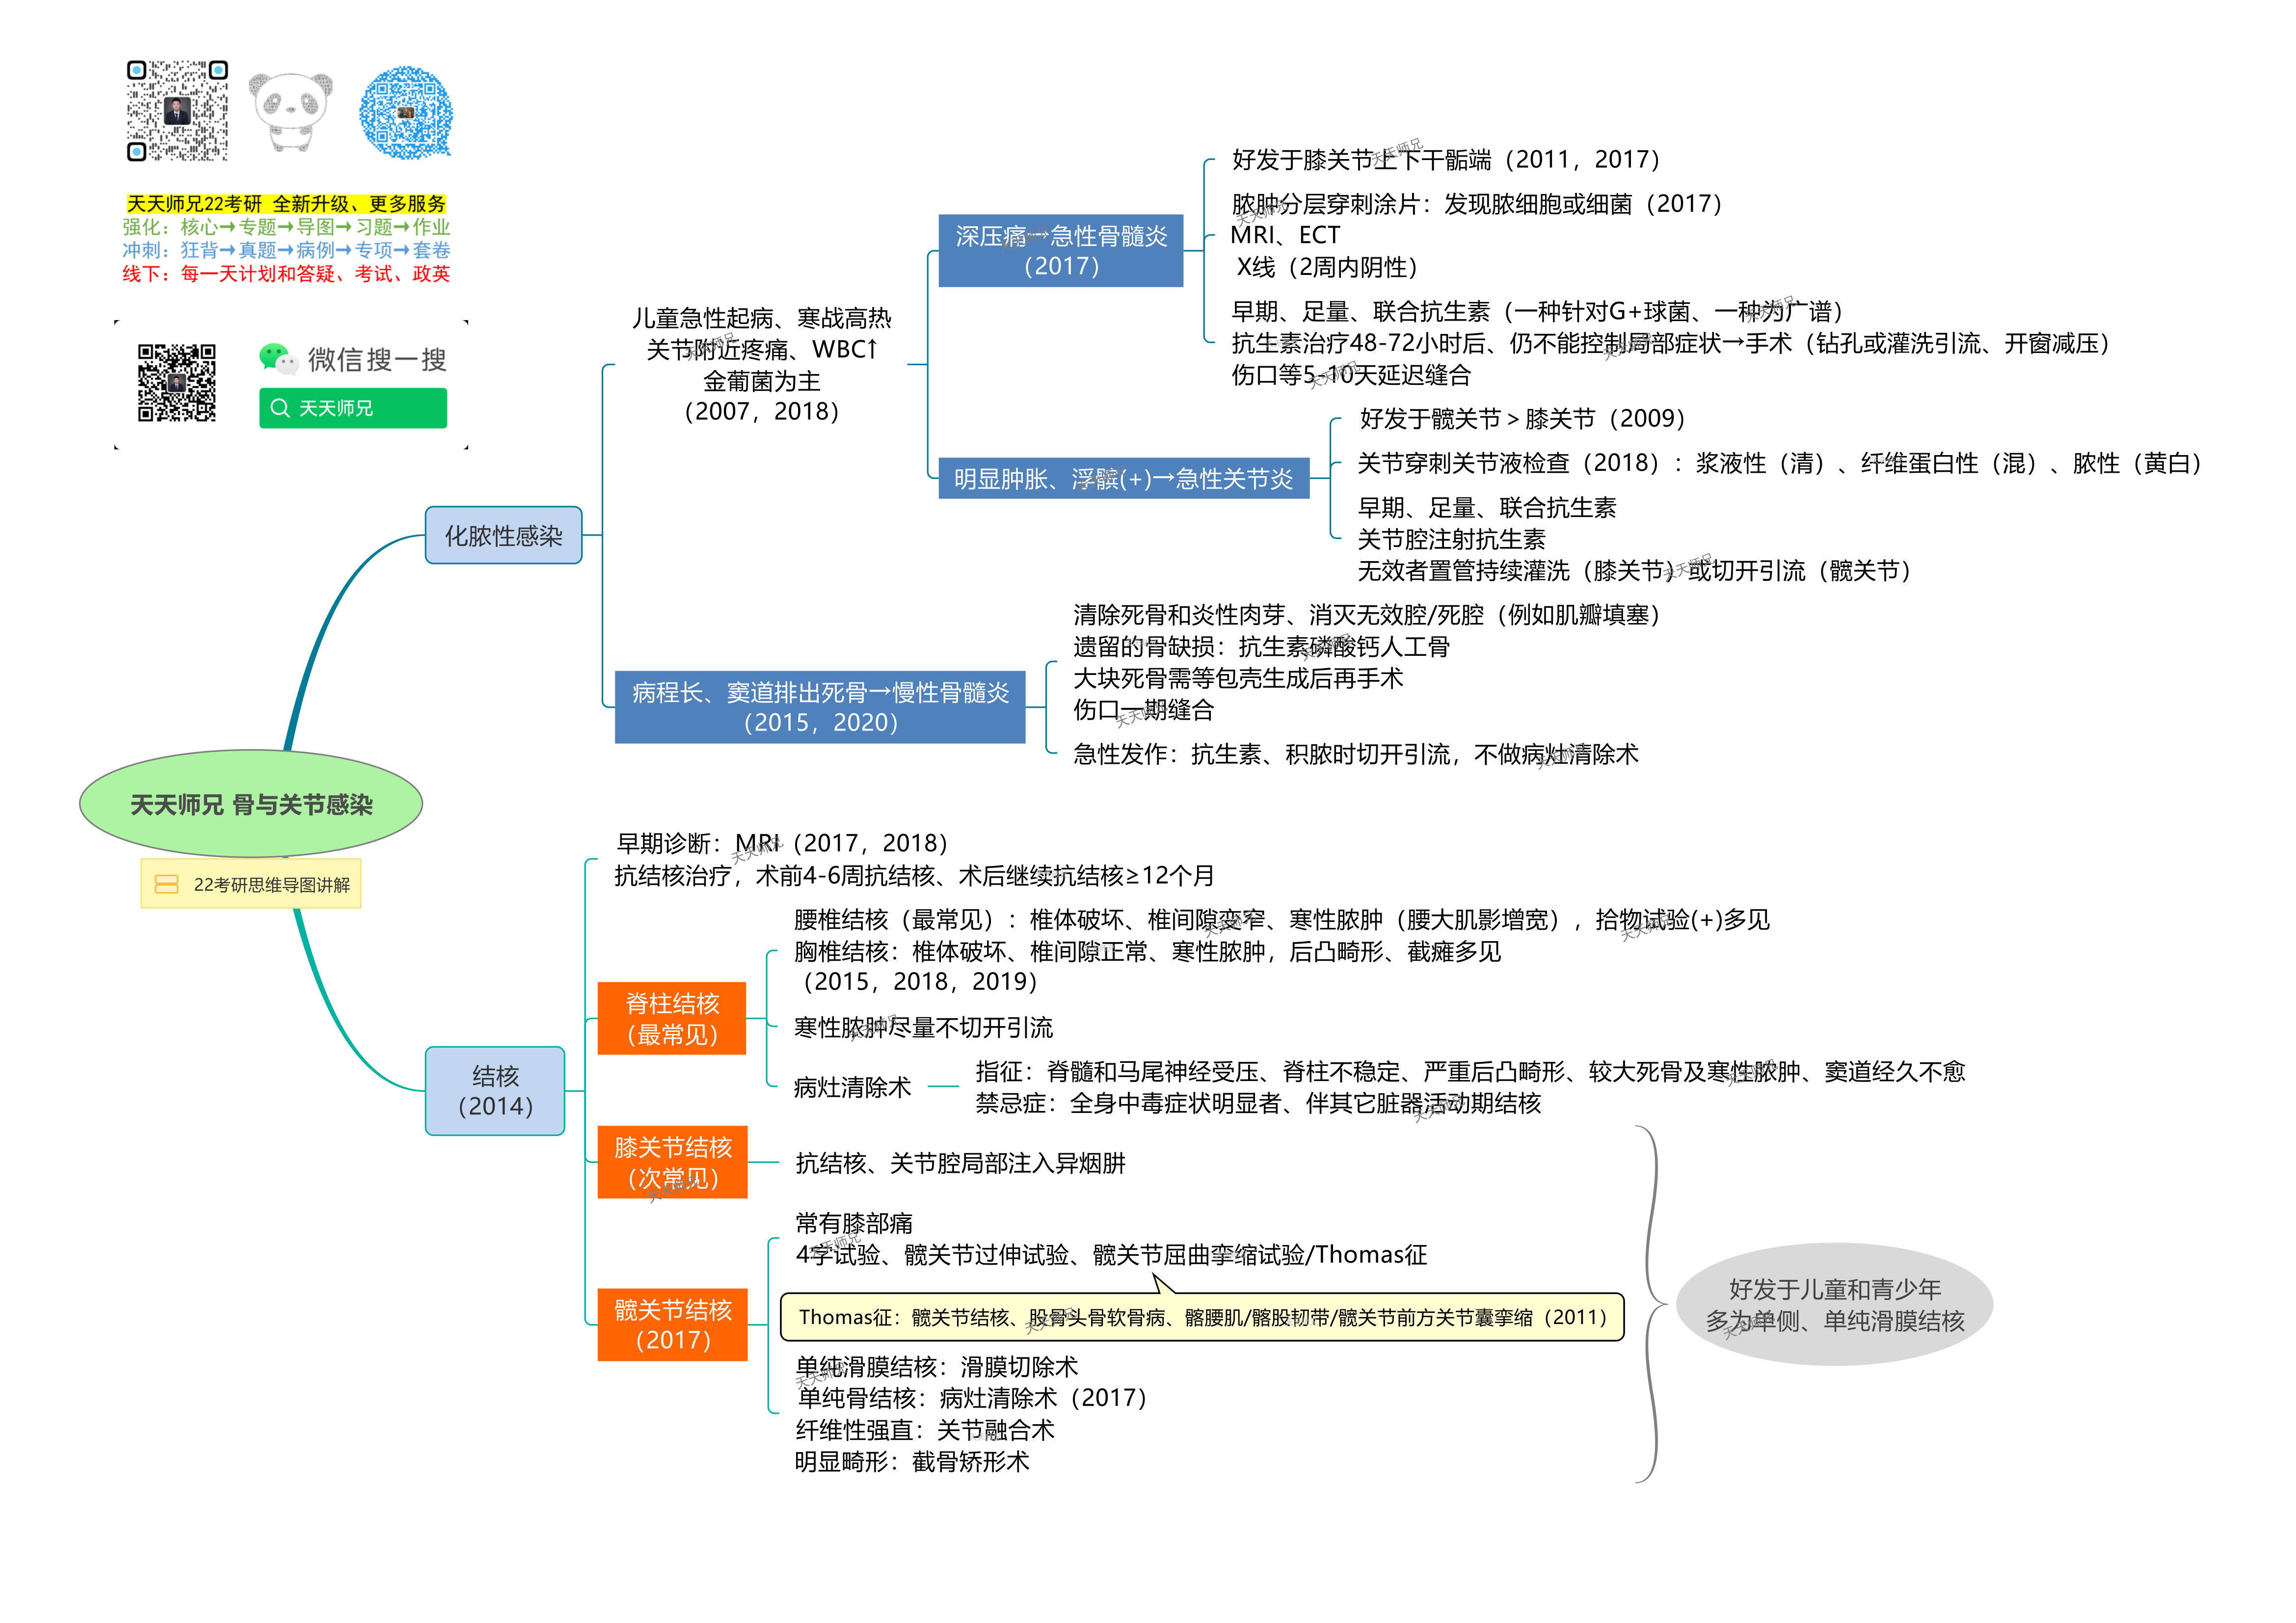 天天师兄22考研 全新升级、更多服务
强化：核心→专题→导图→习题→作业
冲刺：狂背→真题→病例→专项→套卷
线下：每一天计划和答疑、考试、政英
微信搜一搜
天天师兄
天天师兄 骨与关节感染
22考研思维导图讲解
化脓性感染
儿童急性起病、寒战高热
关节附近疼痛、WBC↑
金葡菌为主
（2007，2018）
深压痛→急性骨髓炎
（2017）
好发于膝关节上下干骺端（2011，2017）
脓肿分层穿刺涂片：发现脓细胞或细菌（2017）
MRI、ECT
X线（2周内阴性）
早期、足量、联合抗生素（一种针对G+球菌、一种为广谱）
抗生素治疗48-72小时后、仍不能控制局部症状→手术（钻孔或灌洗引流、开窗减压）
伤口等5-10天延迟缝合
明显肿胀、浮髌(+)→急性关节炎
好发于髋关节＞膝关节（2009）
关节穿刺关节液检查（2018）：浆液性（清）、纤维蛋白性（混）、脓性（黄白）
早期、足量、联合抗生素
关节腔注射抗生素
无效者置管持续灌洗（膝关节）或切开引流（髋关节）
病程长、窦道排出死骨→慢性骨髓炎
（2015，2020）
清除死骨和炎性肉芽、消灭无效腔/死腔（例如肌瓣填塞）
遗留的骨缺损：抗生素磷酸钙人工骨
大块死骨需等包壳生成后再手术
伤口一期缝合
急性发作：抗生素、积脓时切开引流，不做病灶清除术
结核
（2014）
早期诊断：MRI（2017，2018）
抗结核治疗，术前4-6周抗结核、术后继续抗结核≥12个月
脊柱结核
（最常见）
腰椎结核（最常见）：椎体破坏、椎间隙变窄、寒性脓肿（腰大肌影增宽），拾物试验(+)多见
胸椎结核：椎体破坏、椎间隙正常、寒性脓肿，后凸畸形、截瘫多见
（2015，2018，2019）
寒性脓肿尽量不切开引流
病灶清除术
指征：脊髓和马尾神经受压、脊柱不稳定、严重后凸畸形、较大死骨及寒性脓肿、窦道经久不愈
禁忌症：全身中毒症状明显者、伴其它脏器活动期结核
膝关节结核
（次常见）
抗结核、关节腔局部注入异烟肼
髋关节结核
（2017）
常有膝部痛
4字试验、髋关节过伸试验、髋关节屈曲挛缩试验/Thomas征
Thomas征：髋关节结核、股骨头骨软骨病、髂腰肌/髂股韧带/髋关节前方关节囊挛缩（2011）
单纯滑膜结核：滑膜切除术
单纯骨结核：病灶清除术（2017）
纤维性强直：关节融合术
明显畸形：截骨矫形术
好发于儿童和青少年
多为单侧、单纯滑膜结核